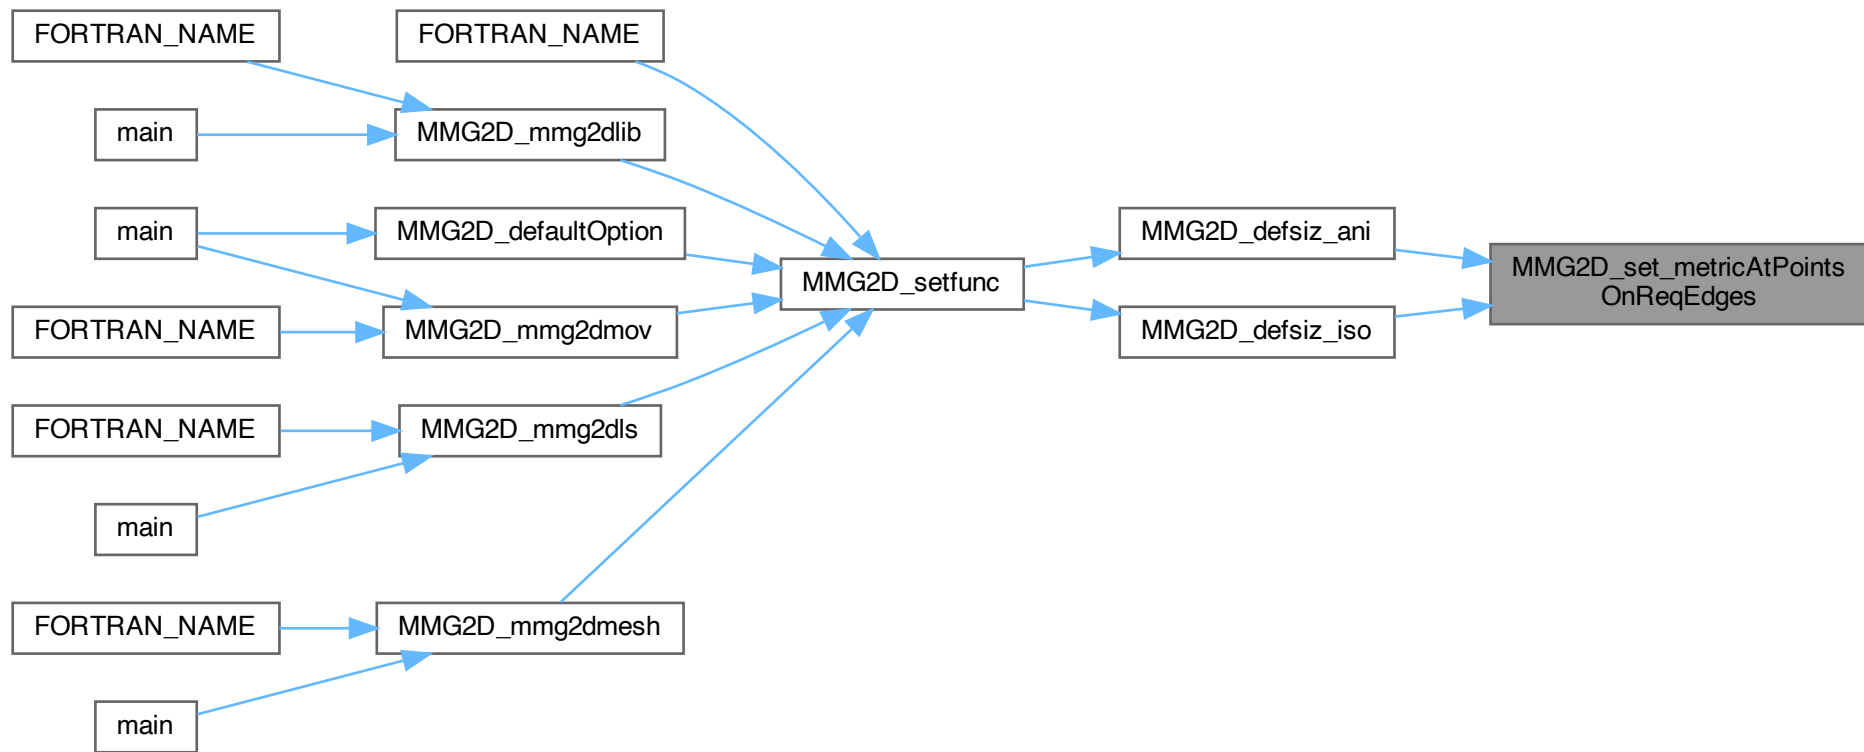 FORTRAN_NAME
FORTRAN_NAME
main
MMG2D_mmg2dlib
main
MMG2D_defaultOption
MMG2D_defsiz_ani
MMG2D_setfunc
MMG2D_set_metricAtPoints
OnReqEdges
FORTRAN_NAME
MMG2D_mmg2dmov
MMG2D_defsiz_iso
FORTRAN_NAME
MMG2D_mmg2dls
main
FORTRAN_NAME
MMG2D_mmg2dmesh
main